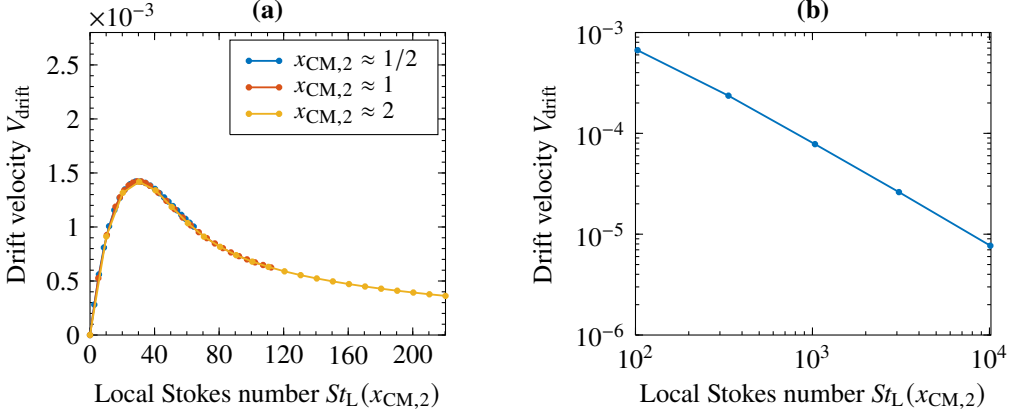 (a)
×10⁻³
2.5
2
1.5
1
0.5
0
0 40 80 120 160 200
Drift velocity V_drift
Local Stokes number St_L(x_CM,2)
x_CM,2 ≈ 1/2
x_CM,2 ≈ 1
x_CM,2 ≈ 2
(b)
10⁻³
10⁻⁴
10⁻⁵
10⁻⁶
10² 10³ 10⁴
Drift velocity V_drift
Local Stokes number St_L(x_CM,2)